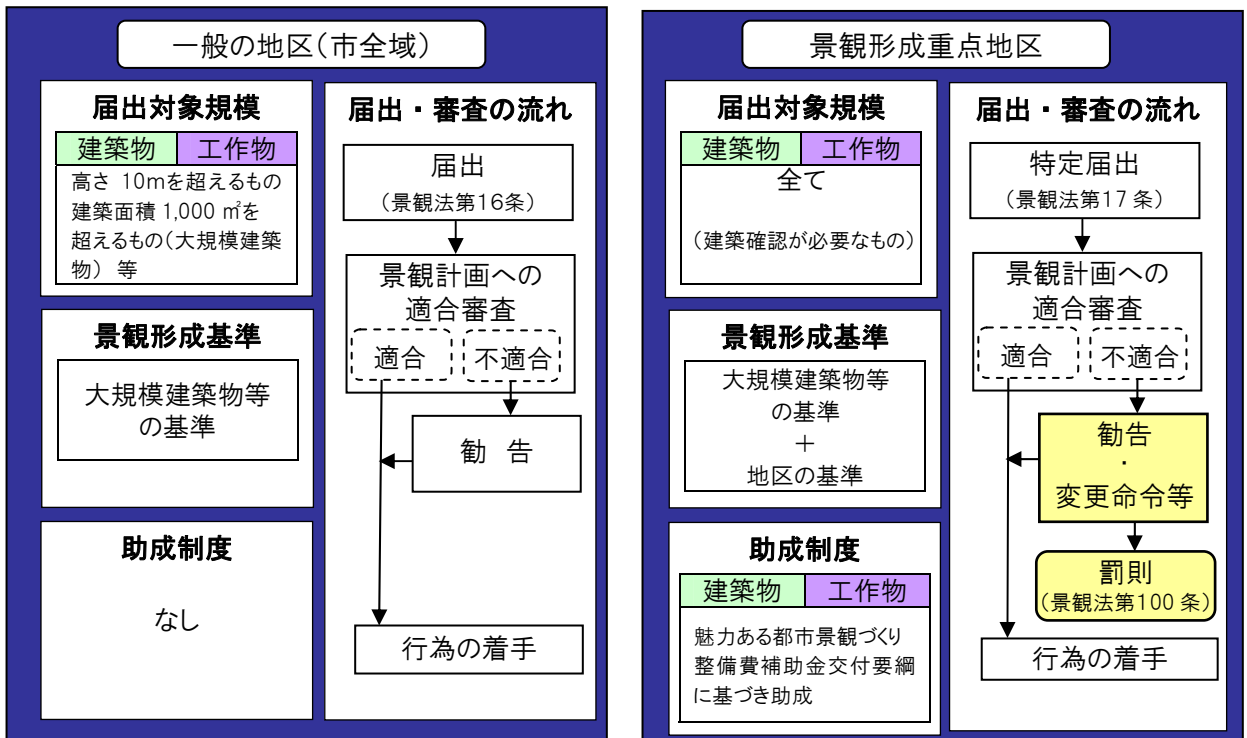 一般の地区(市全域)
届出対象規模
建築物
工作物
高さ 10mを超えるもの
建築面積 1,000 ㎡を
超えるもの(大規模建築
物) 等
景観形成基準
大規模建築物等
の基準
助成制度
なし
届出・審査の流れ
届出
(景観法第16条)
景観計画への
適合審査
適合
不適合
勧 告
行為の着手
景観形成重点地区
届出対象規模
建築物
工作物
全て
(建築確認が必要なもの)
景観形成基準
大規模建築物等
の基準
+
地区の基準
助成制度
建築物
工作物
魅力ある都市景観づくり
整備費補助金交付要綱
に基づき助成
届出・審査の流れ
特定届出
(景観法第17 条)
景観計画への
適合審査
適合
不適合
勧告
・
変更命令等
罰則
(景観法第100 条)
行為の着手